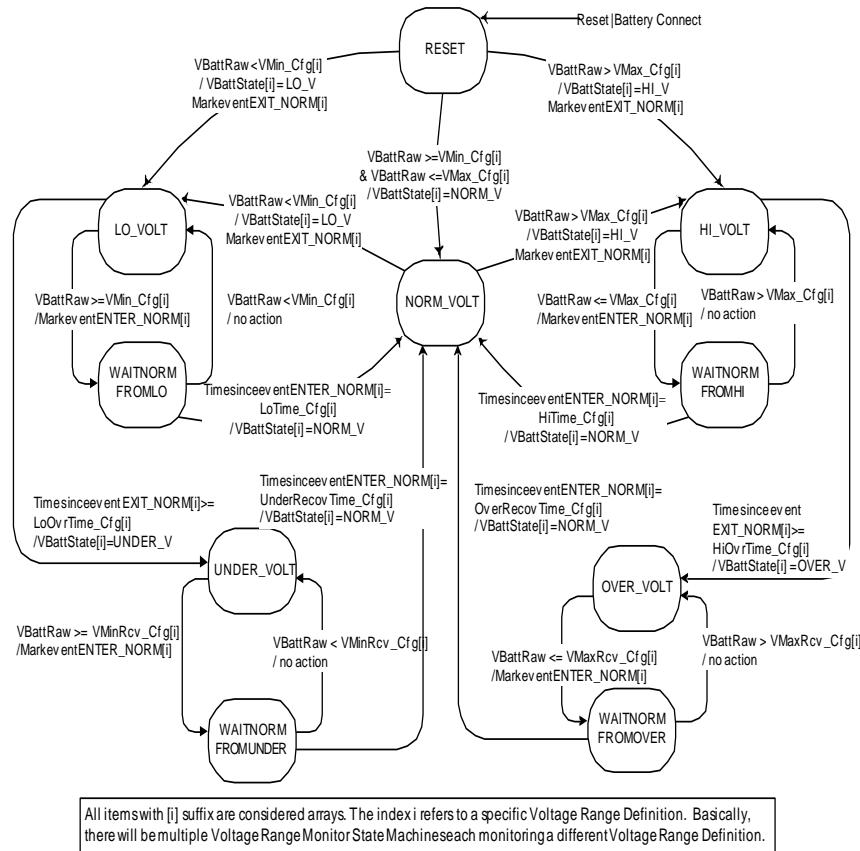 Reset|Battery Connect
RESET
VBattRaw<VMin_Cfg[i]
/VBattState[i]=LO_V
MarkeventEXIT_NORM[i]
VBattRaw>VMax_Cfg[i]
/VBattState[i]=HI_V
MarkeventEXIT_NORM[i]
VBattRaw >=VMin_Cfg[i]
& VBattRaw <=VMax_Cfg[i]
/VBattState[i]=NORM_V
LO_VOLT
VBattRaw<VMin_Cfg[i]
/ VBattState[i]=LO_V
MarkeventEXIT_NORM[i]
VBattRaw>VMax_Cfg[i]
/VBattState[i]=HI_V
MarkeventEXIT_NORM[i]
HI_VOLT
NORM_VOLT
VBattRaw>=VMin_Cfg[i]
/MarkeventENTER_NORM[i]
VBattRaw<VMin_Cfg[i]
/ no action
VBattRaw<= VMax_Cfg[i]
/MarkeventENTER_NORM[i]
VBattRaw> VMax_Cfg[i]
/ no action
WAITNORM
FROMLO
WAITNORM
FROMHI
TimesinceeventENTER_NORM[i]=
LoTime_Cfg[i]
/VBattState[i]=NORM_V
TimesinceeventENTER_NORM[i]=
HiTime_Cfg[i]
/VBattState[i]=NORM_V
TimesinceeventEXIT_NORM[i]>=
LoOvrTime_Cfg[i]
/VBattState[i]=UNDER_V
TimesinceeventENTER_NORM[i]=
UnderRecovTime_Cfg[i]
/VBattState[i]=NORM_V
TimesinceeventENTER_NORM[i]=
OverRecovTime_Cfg[i]
/VBattState[i]=NORM_V
Timesinceevent
EXIT_NORM[i]>=
HiOvrTime_Cfg[i]
/VBattState[i]=OVER_V
UNDER_VOLT
OVER_VOLT
VBattRaw>= VMinRcv_Cfg[i]
/MarkeventENTER_NORM[i]
VBattRaw < VMinRcv_Cfg[i]
/ no action
VBattRaw <= VMaxRcv_Cfg[i]
/MarkeventENTER_NORM[i]
VBattRaw > VMaxRcv_Cfg[i]
/ no action
WAITNORM
FROMUNDER
WAITNORM
FROMOVER
All items with [i] suffix are considered arrays. The index i refers to a specific Voltage Range Definition. Basically,
there will be multiple Voltage Range Monitor State Machineseach monitoring a different Voltage Range Definition.